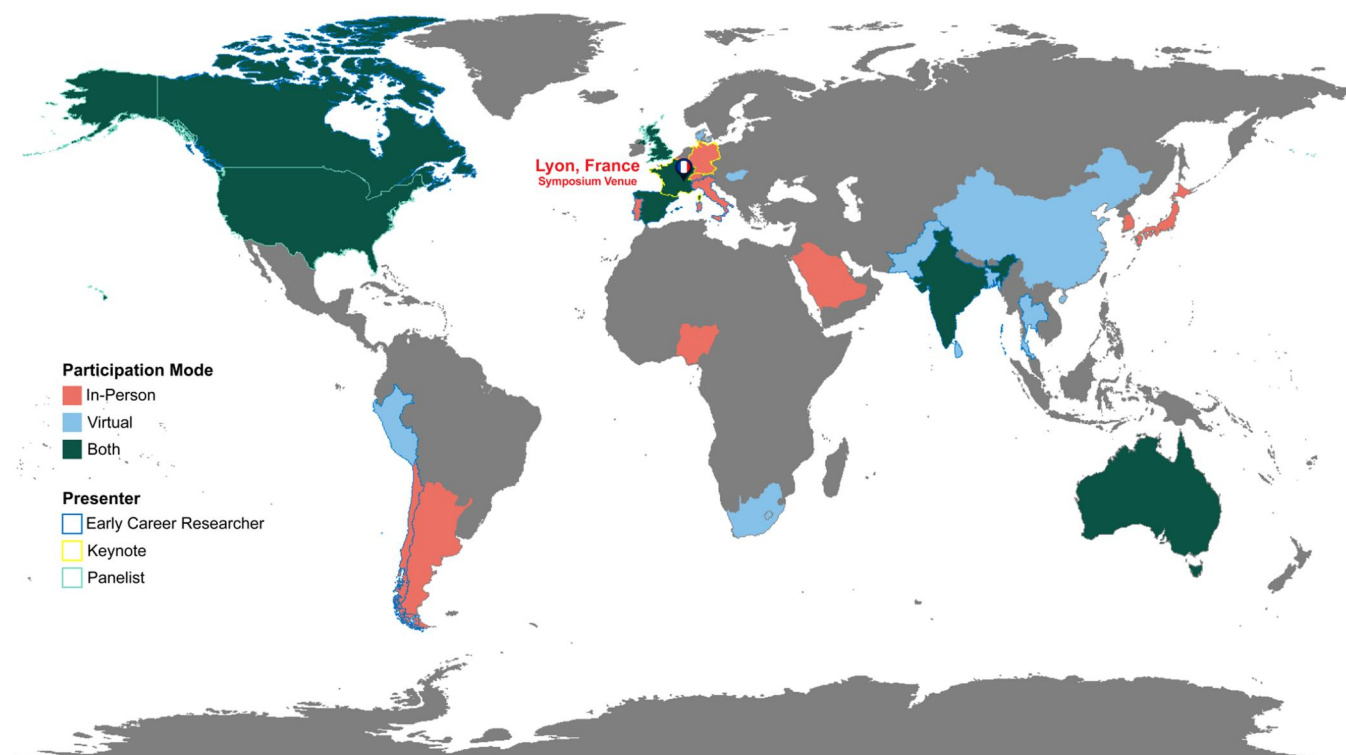 Lyon, France
Symposium Venue
Participation Mode
In-Person
Virtual
Both
Presenter
Early Career Researcher
Keynote
Panelist